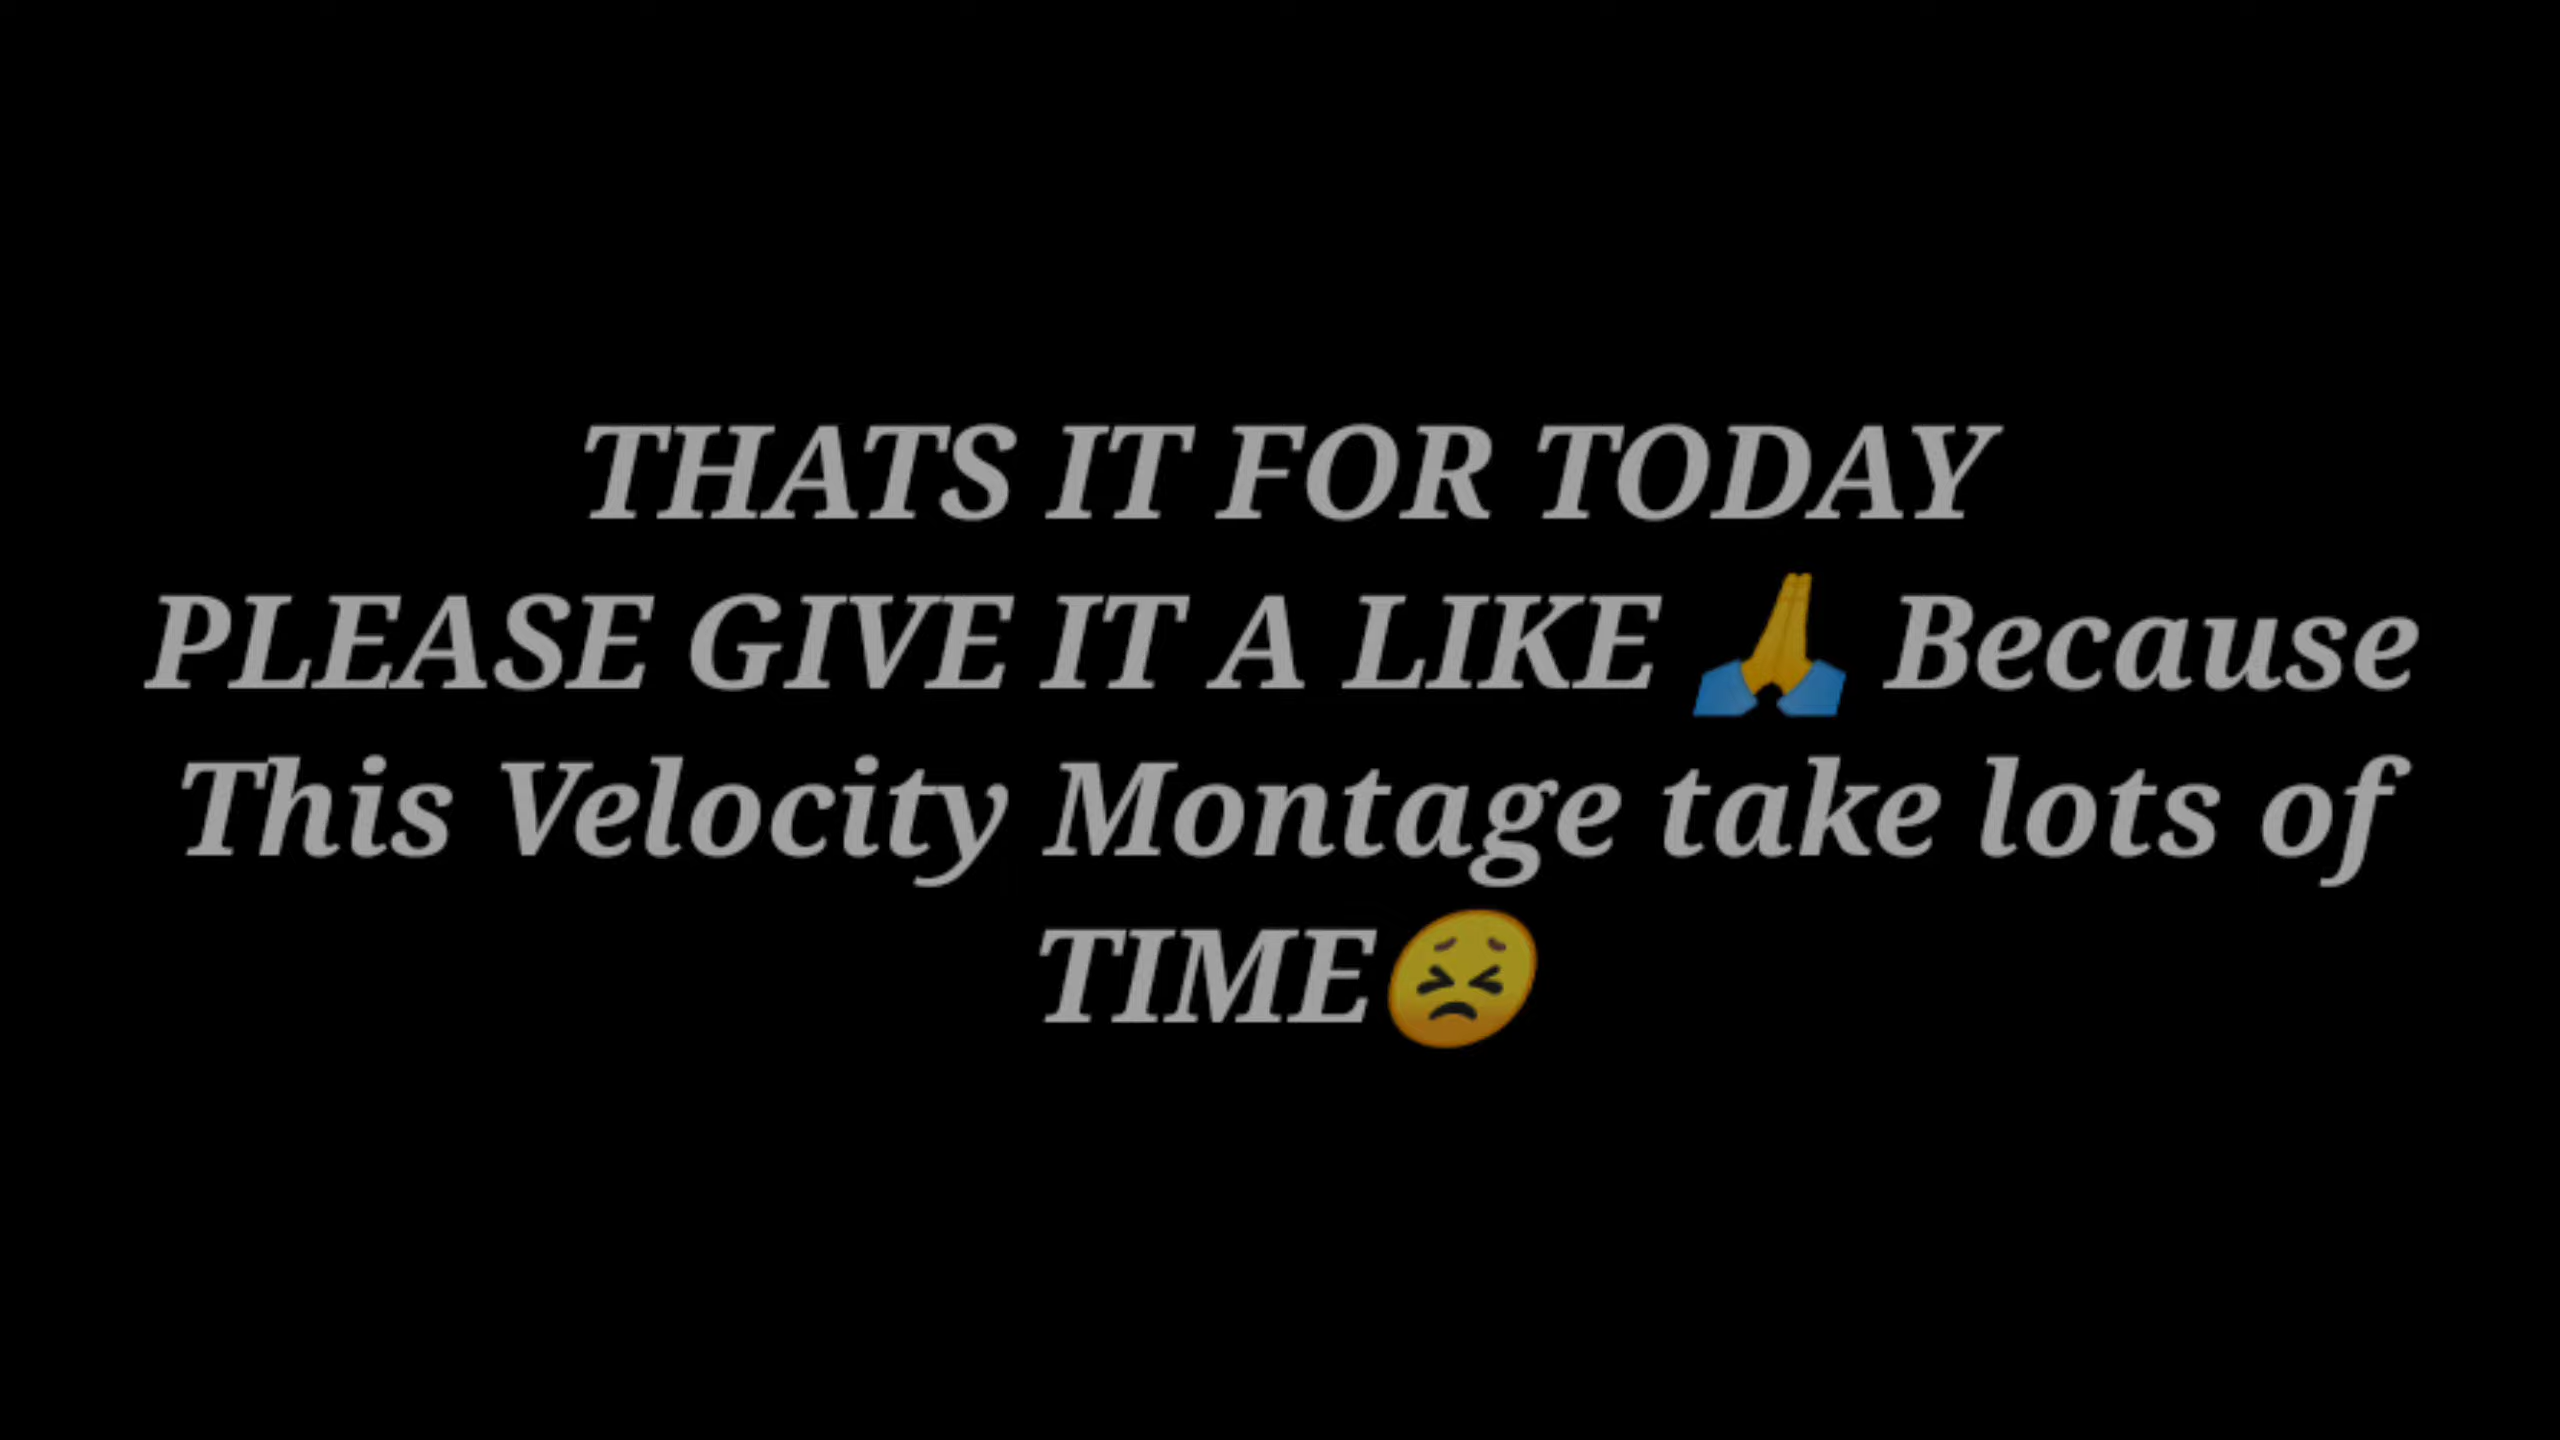 THATS IT FOR TODAY
PLEASE GIVE IT A LIKE 🙏 Because
This Velocity Montage take lots of
TIME😣